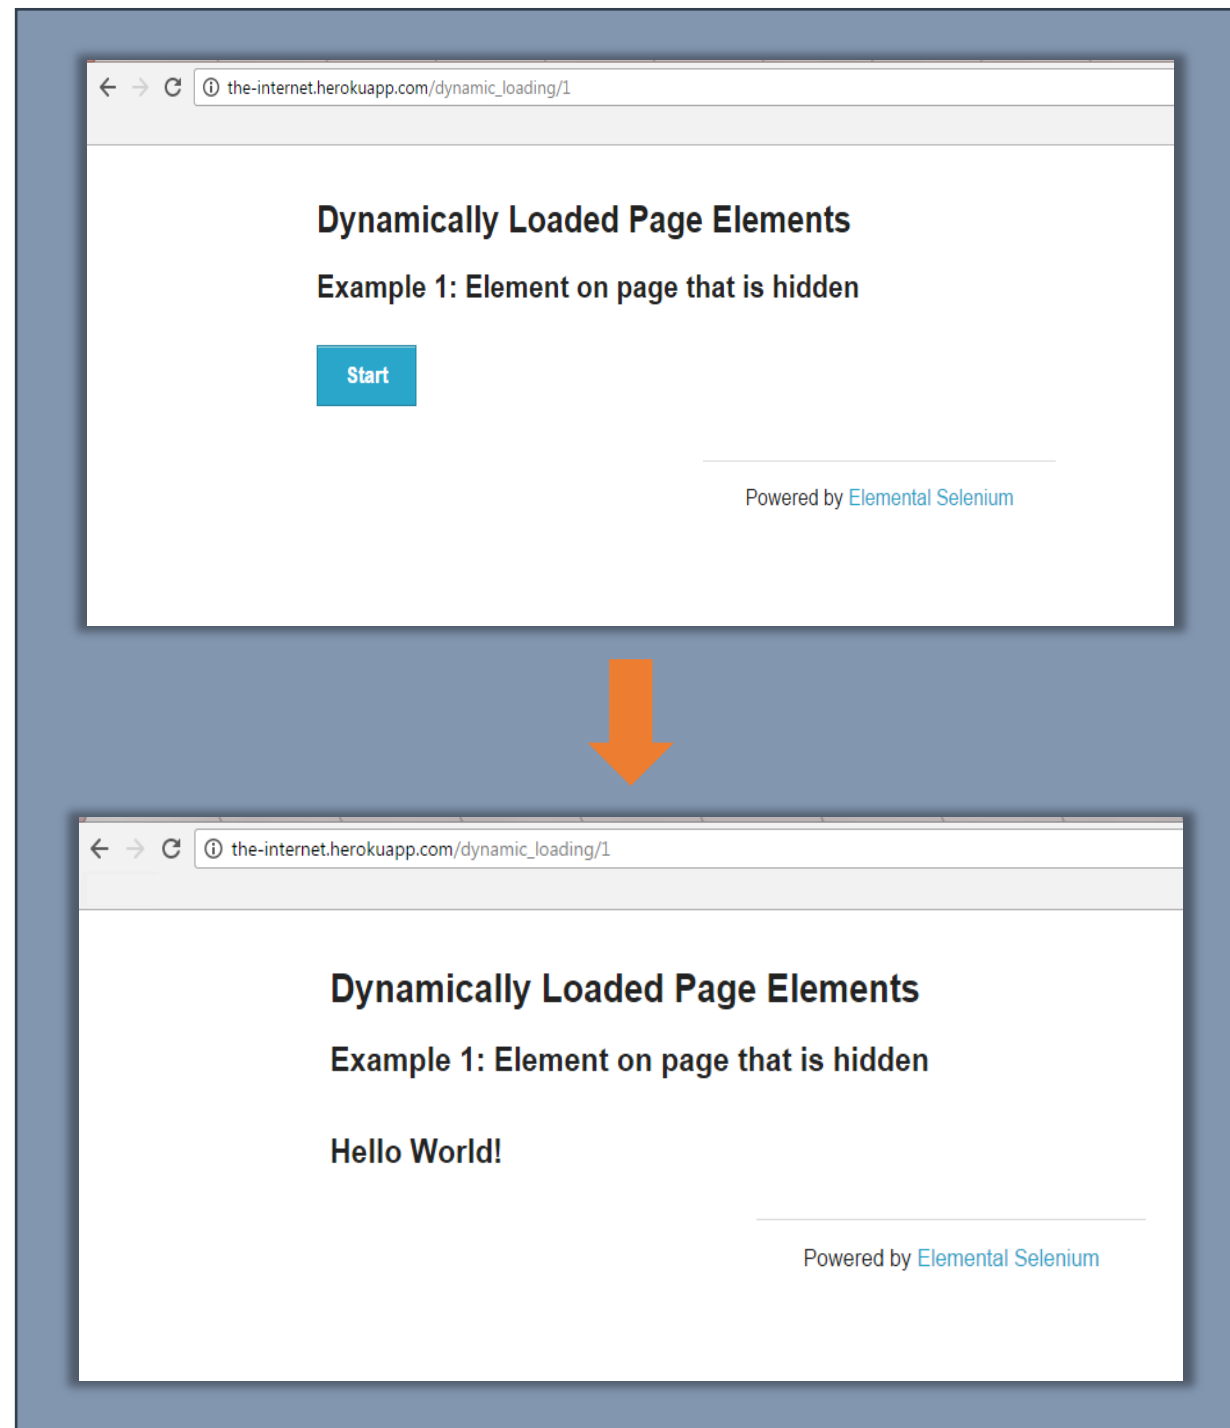 the-internet.herokuapp.com/dynamic_loading/1
Dynamically Loaded Page Elements
Example 1: Element on page that is hidden
Start
Powered by Elemental Selenium
the-internet.herokuapp.com/dynamic_loading/1
Dynamically Loaded Page Elements
Example 1: Element on page that is hidden
Hello World!
Powered by Elemental Selenium